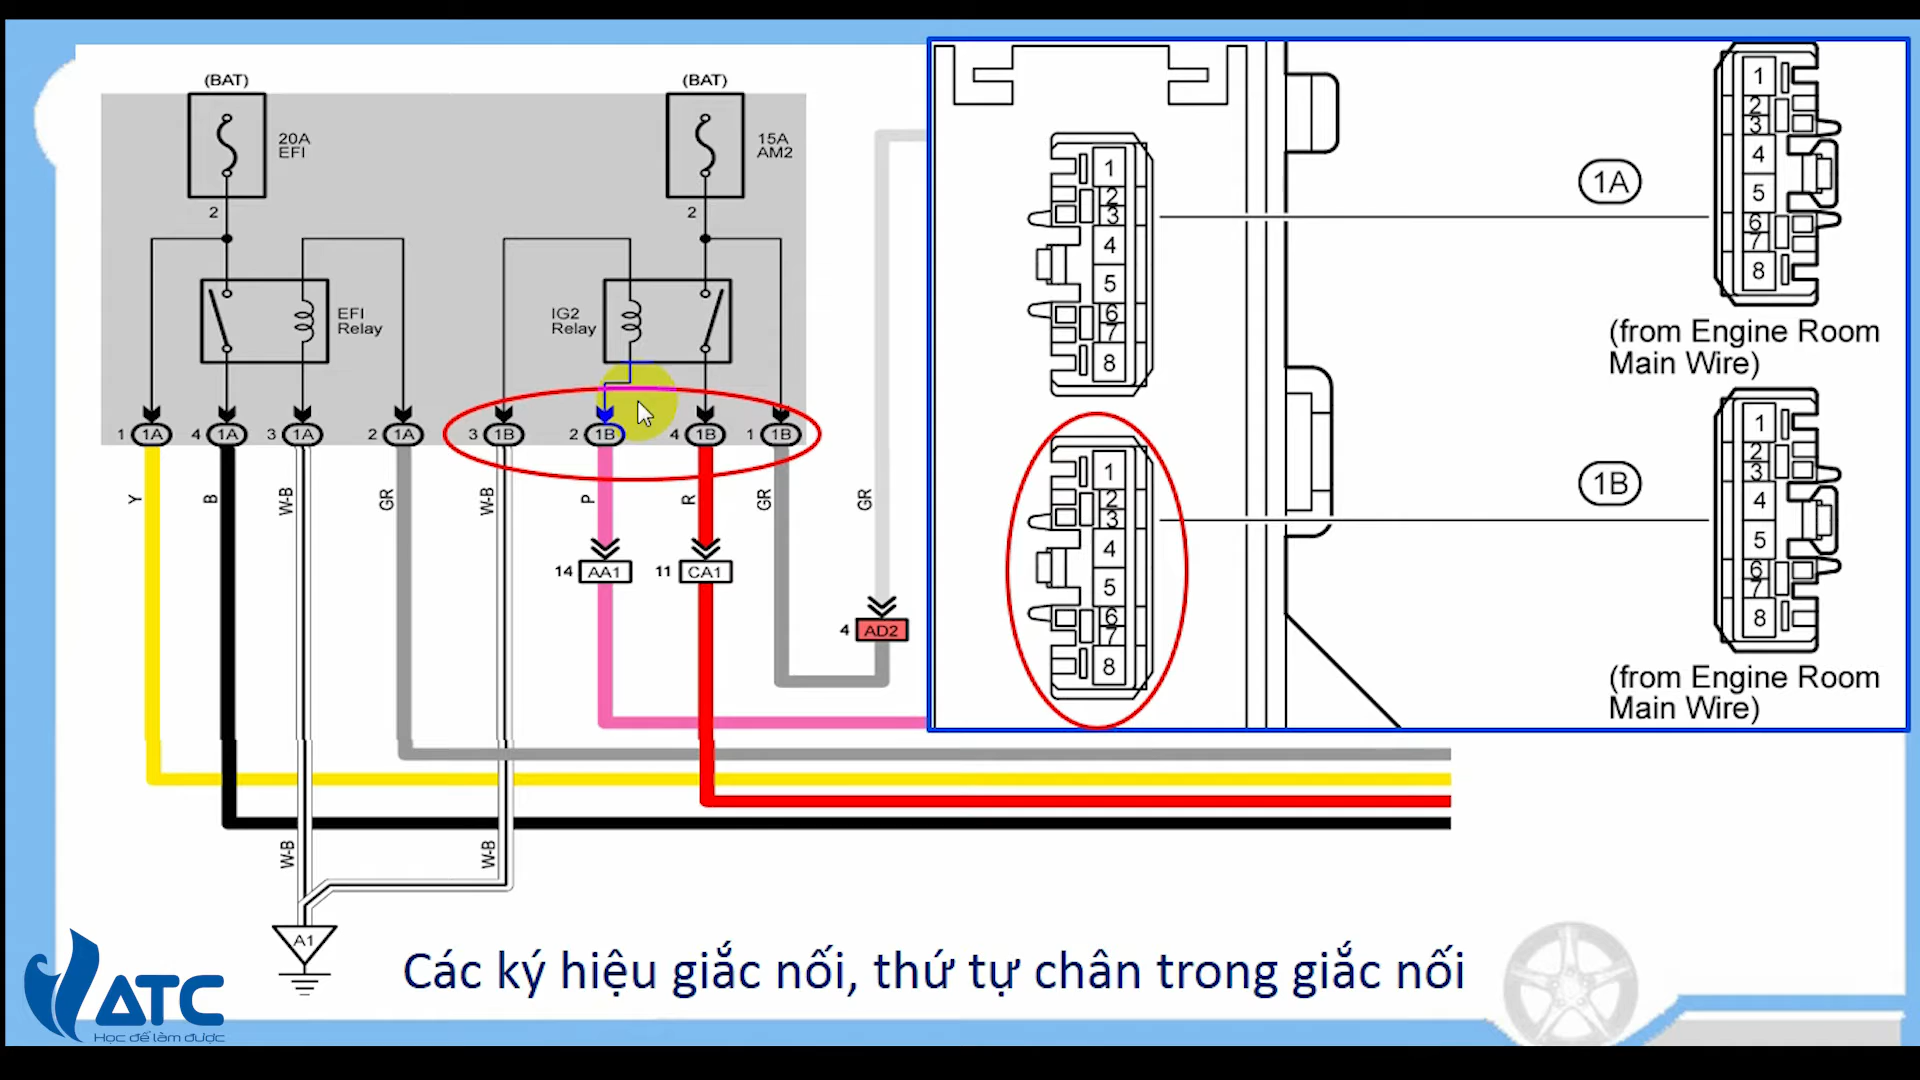 (BAT)
20A
EFI
2
EFI
Relay
(BAT)
15A
AM2
2
IG2
Relay
1 1A
4 1A
3 1A
2 1A
3 1B
2 1B
4 1B
1 1B
Y
B
W-B
GR
W-B
P
R
GR
GR
14 AA1
11 CA1
4 AD2
W-B
W-B
A1
1
2
3
4
5
6
7
8
1A
1
2
3
4
5
6
7
8
(from Engine Room
Main Wire)
1
2
3
4
5
6
7
8
1B
1
2
3
4
5
6
7
8
(from Engine Room
Main Wire)
Các ký hiệu giắc nối, thứ tự chân trong giắc nối
ATC
Học để làm được